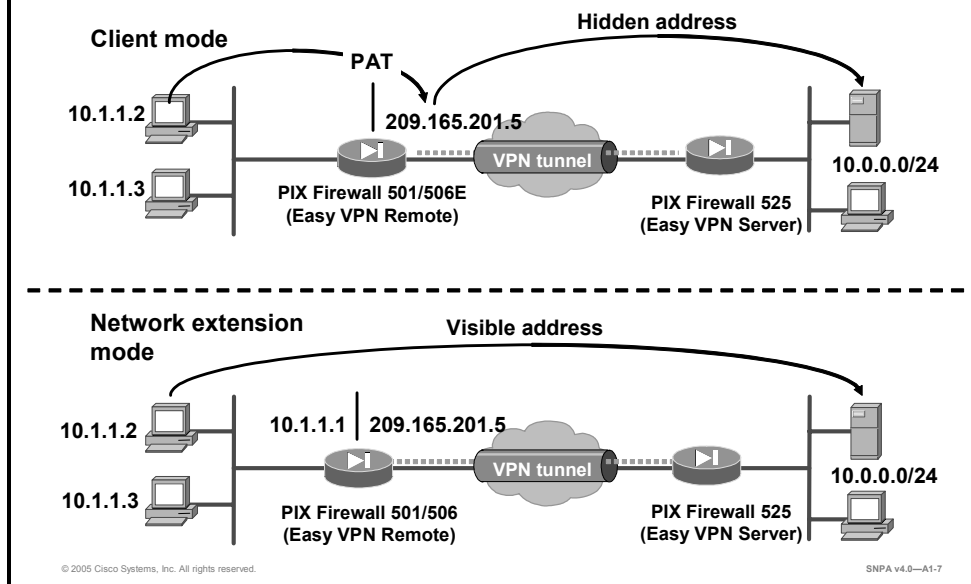 Client mode
Hidden address
PAT
10.1.1.2
209.165.201.5
VPN tunnel
10.0.0.0/24
10.1.1.3
PIX Firewall 501/506E
(Easy VPN Remote)
PIX Firewall 525
(Easy VPN Server)
Network extension
mode
Visible address
10.1.1.2
10.1.1.1
209.165.201.5
VPN tunnel
10.0.0.0/24
10.1.1.3
PIX Firewall 501/506
(Easy VPN Remote)
PIX Firewall 525
(Easy VPN Server)
© 2005 Cisco Systems, Inc. All rights reserved.
SNPA v4.0—A1-7